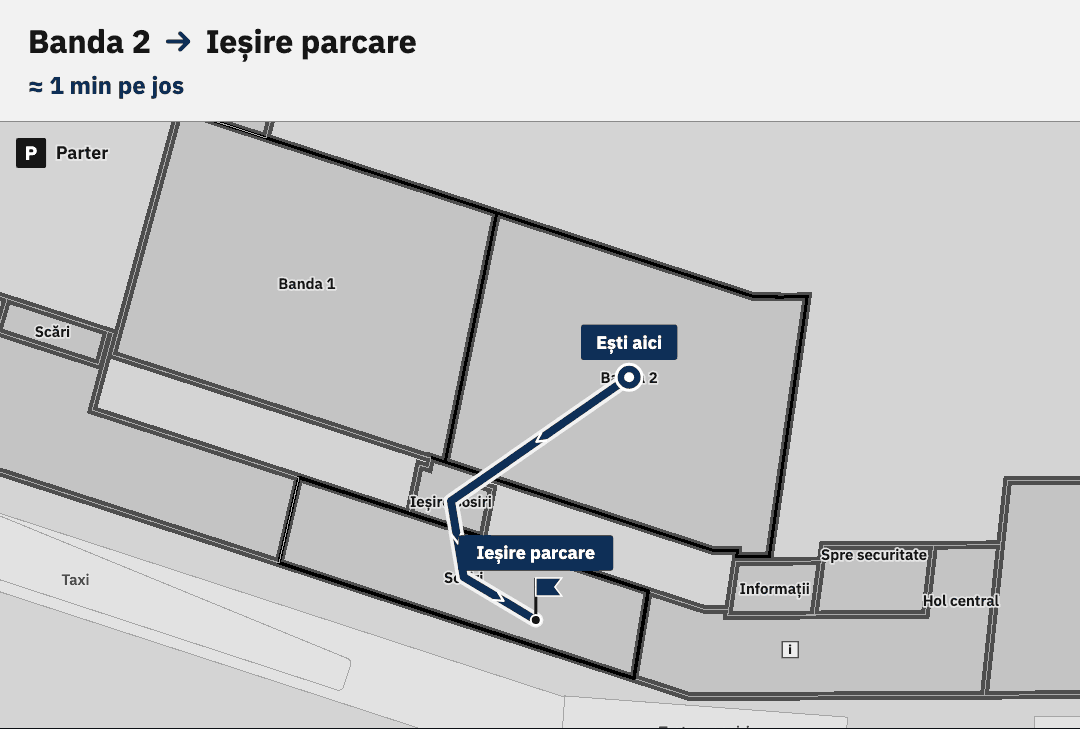 Banda 2 → Ieșire parcare
≈ 1 min pe jos
P Parter
Banda 1
Scări
Ești aici
2
Ieșire parcare
Spre securitate
Informații
Hol central
i
Taxi